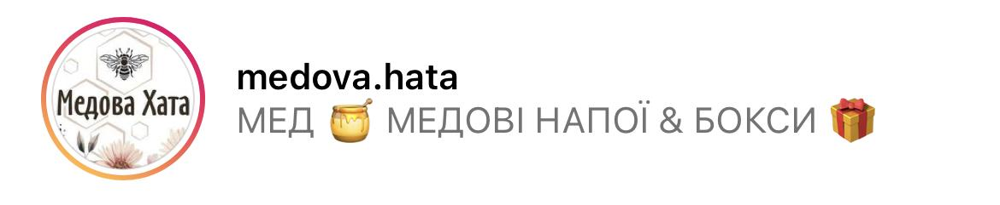 Медова Хата
medova.hata
МЕД 🍯 МЕДОВІ НАПОЇ & БОКСИ 🎁